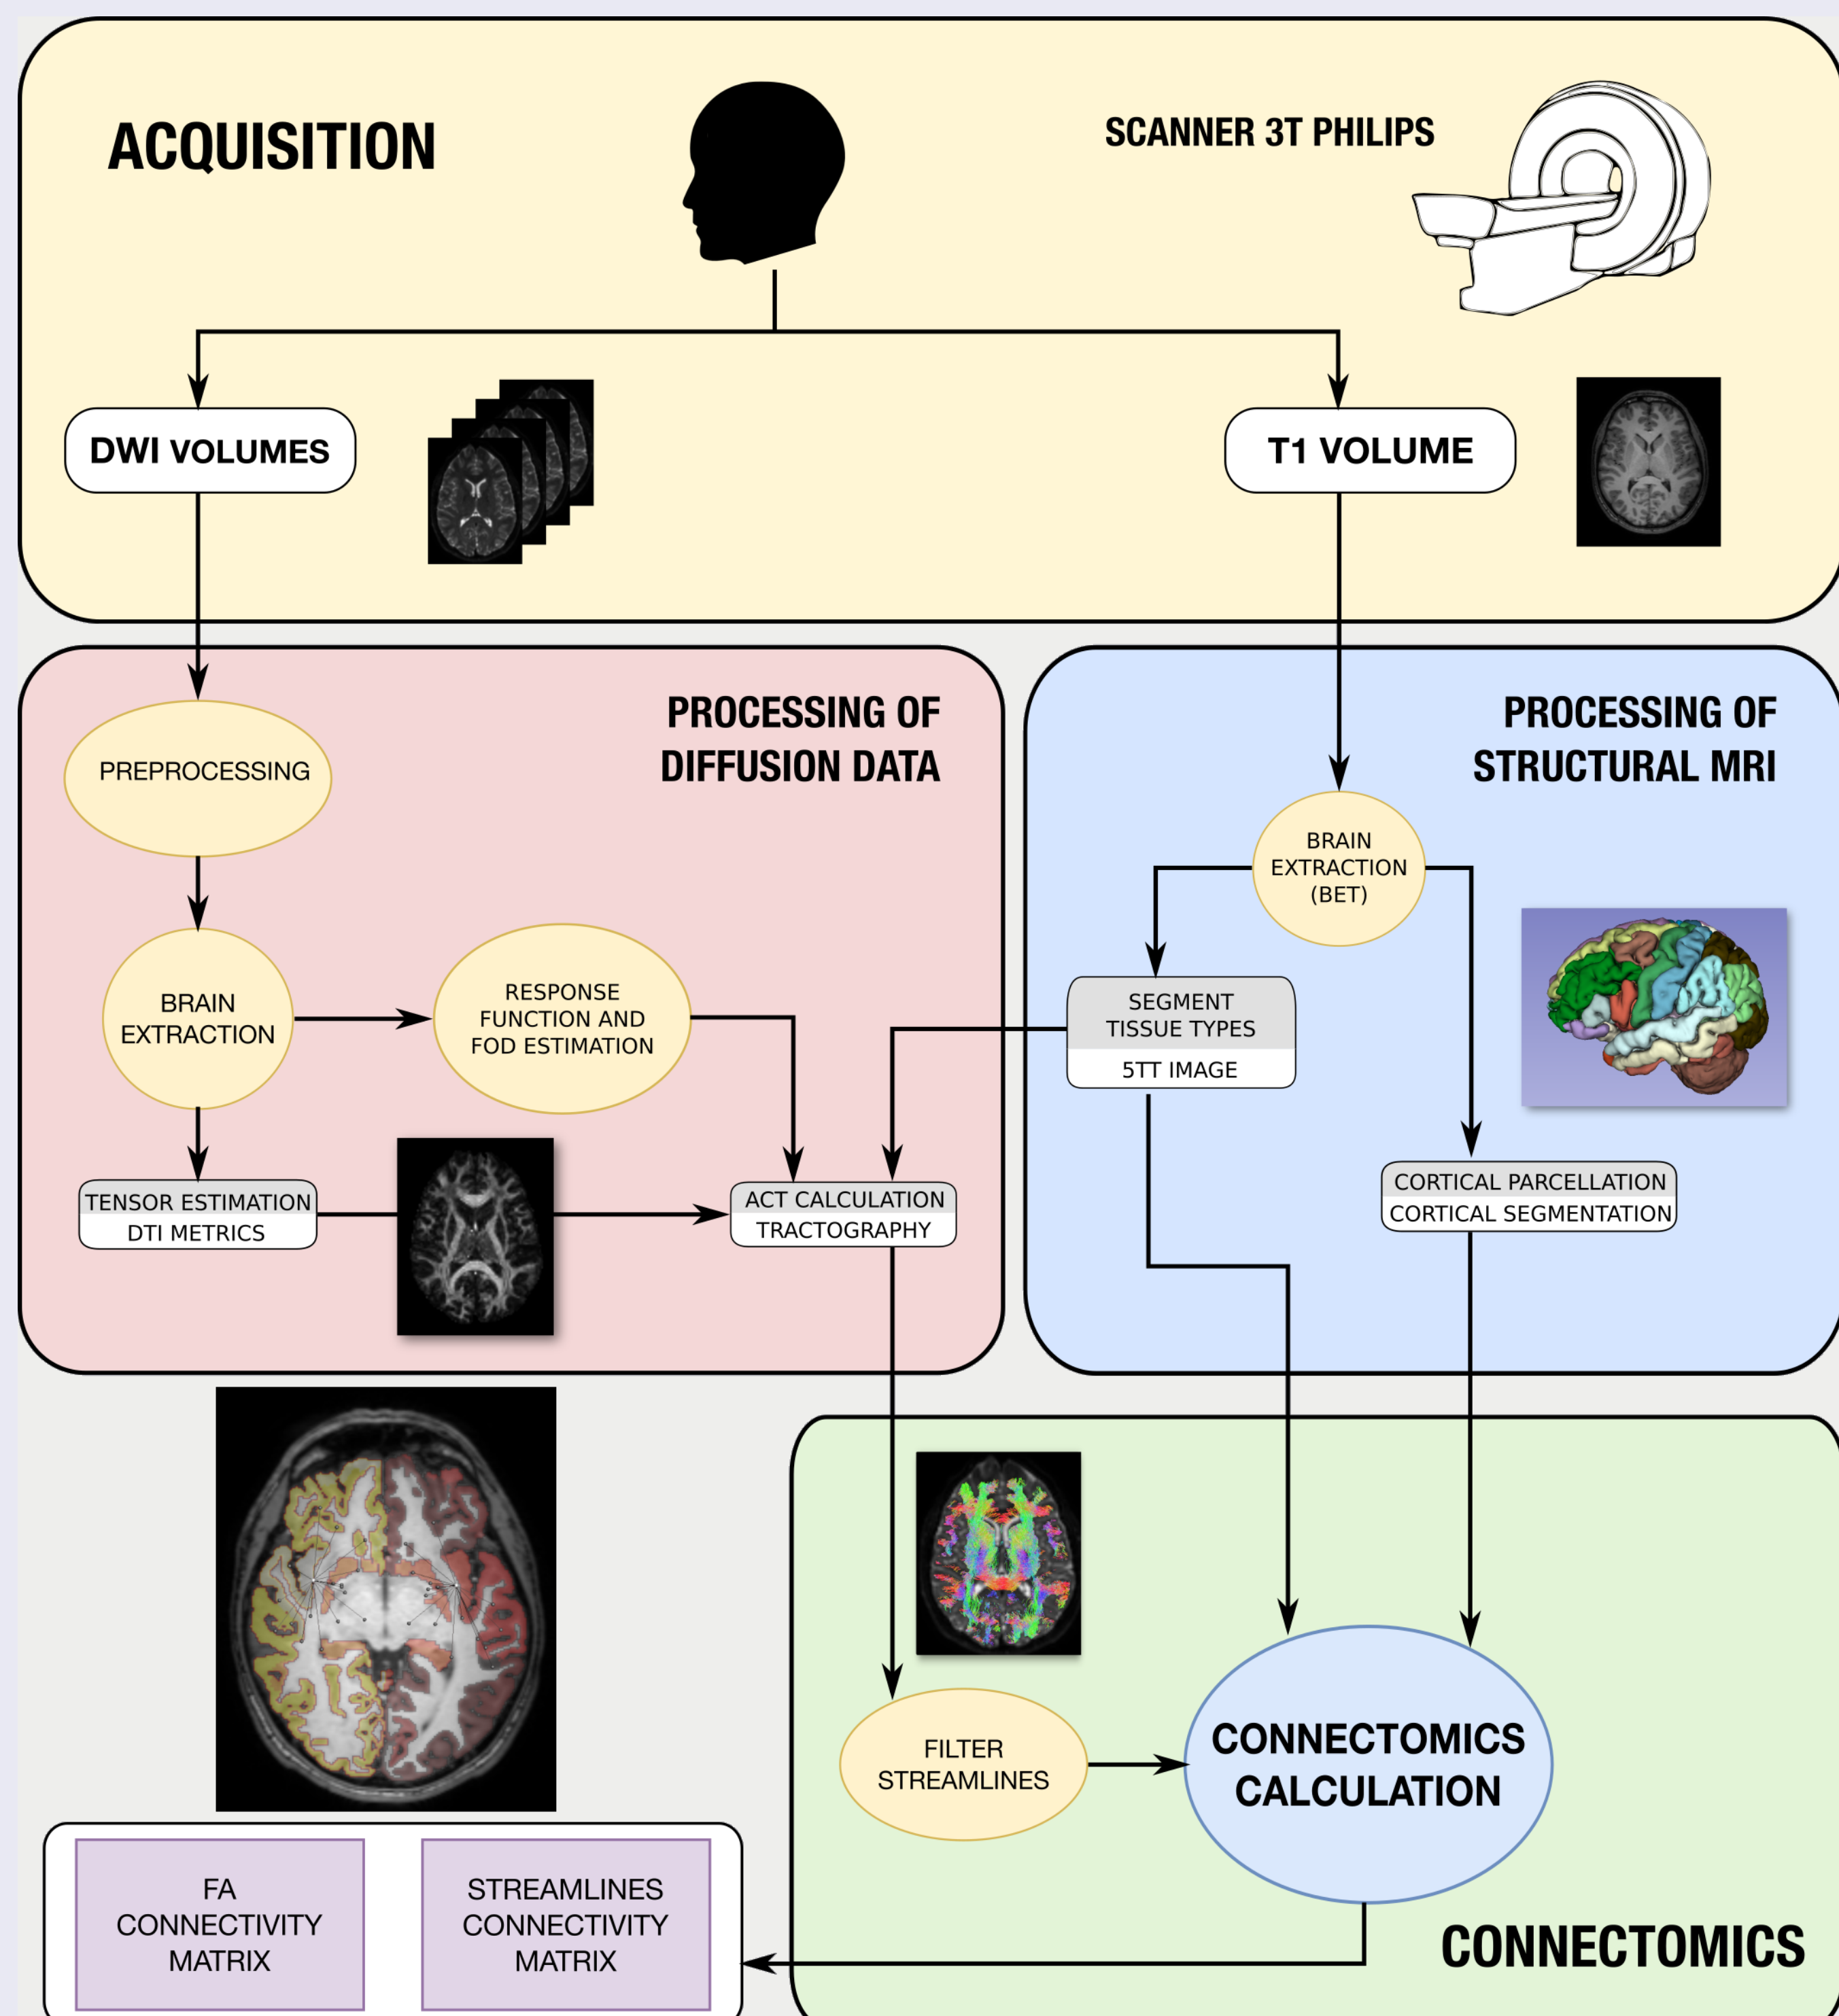 ACQUISITION
SCANNER 3T PHILIPS
DWI VOLUMES
T1 VOLUME
PROCESSING OF
DIFFUSION DATA
PROCESSING OF
STRUCTURAL MRI
PREPROCESSING
BRAIN
EXTRACTION
(BET)
BRAIN
EXTRACTION
RESPONSE
FUNCTION AND
FOD ESTIMATION
SEGMENT
TISSUE TYPES
5TT IMAGE
TENSOR ESTIMATION
DTI METRICS
ACT CALCULATION
TRACTOGRAPHY
CORTICAL PARCELLATION
CORTICAL SEGMENTATION
FILTER
STREAMLINES
CONNECTOMICS
CALCULATION
FA
CONNECTIVITY
MATRIX
STREAMLINES
CONNECTIVITY
MATRIX
CONNECTOMICS